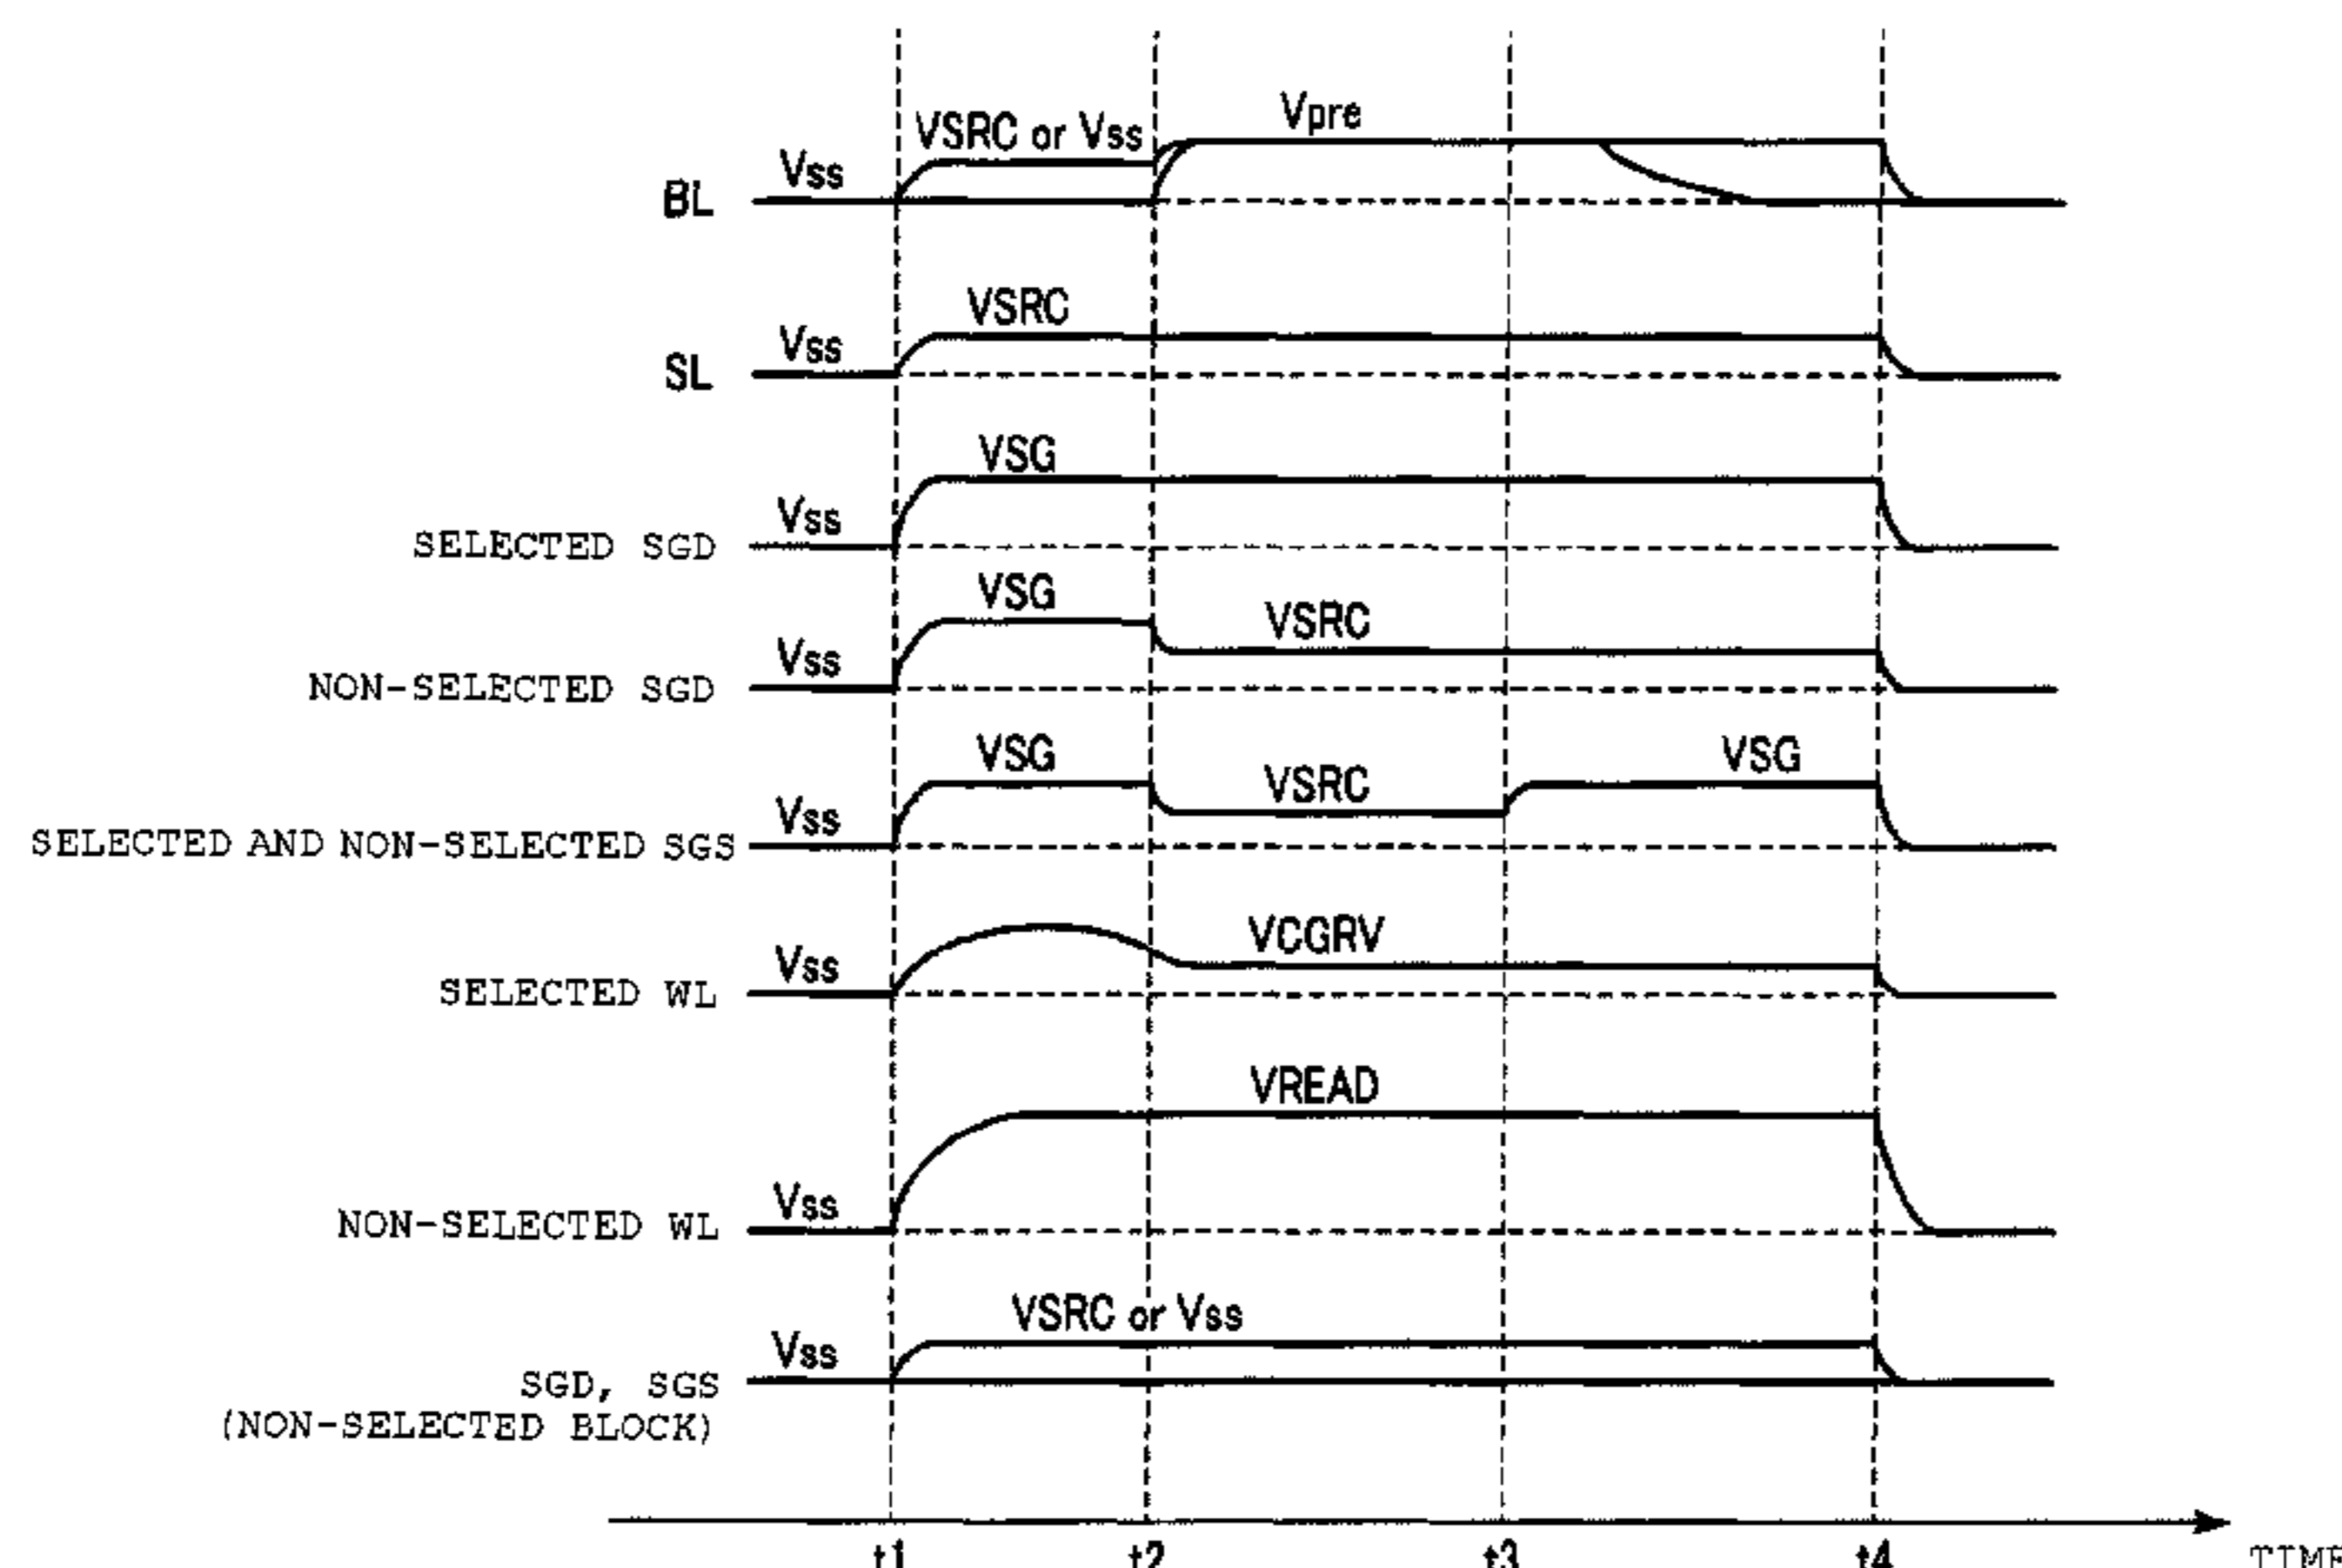 Vpre
VSRC or Vss
Vss
BL
VSRC
Vss
SL
VSG
Vss
SELECTED SGD
VSG
VSRC
Vss
NON-SELECTED SGD
VSG
VSRC
VSG
Vss
SELECTED AND NON-SELECTED SGS
VCGRV
Vss
SELECTED WL
VREAD
Vss
NON-SELECTED WL
VSRC or Vss
Vss
SGD, SGS
(NON-SELECTED BLOCK)
t1 t2 t3 t4 TIME